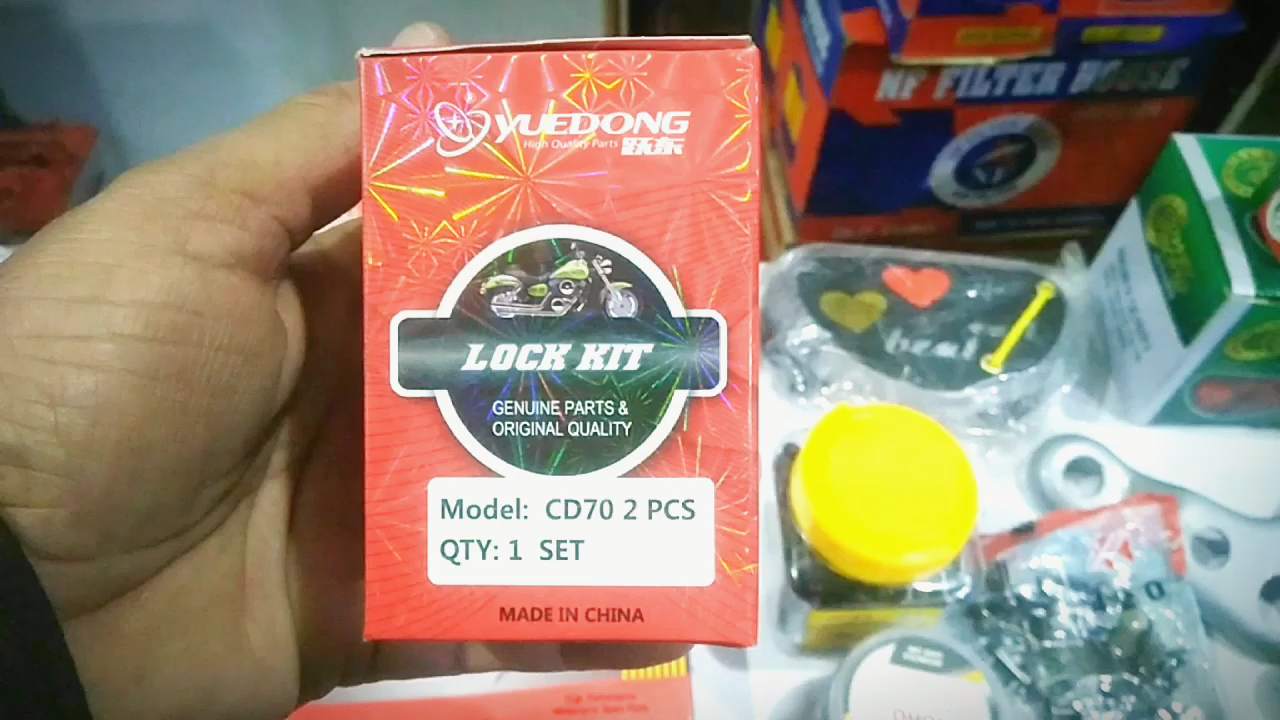 YUEDONG
High Quality Parts 跃东
LOCK KIT
GENUINE PARTS &
ORIGINAL QUALITY
Model: CD70 2 PCS
QTY: 1 SET
MADE IN CHINA
NF FILTER HOUSE